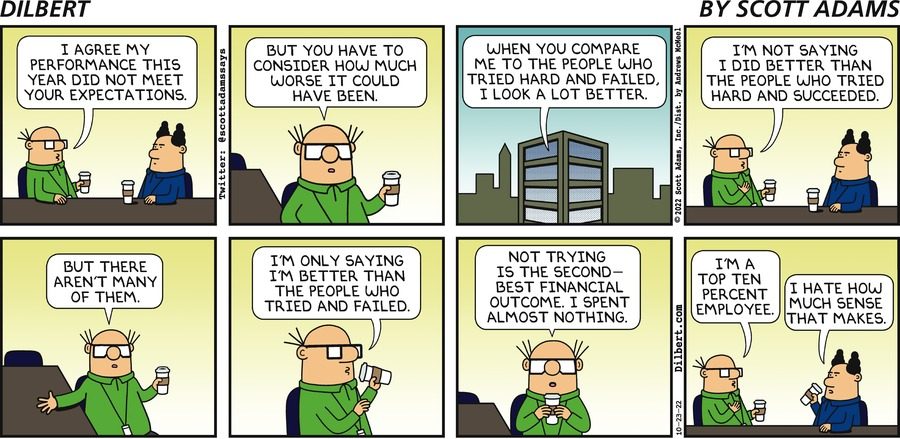 DILBERT
BY SCOTT ADAMS
I AGREE MY
PERFORMANCE THIS
YEAR DID NOT MEET
YOUR EXPECTATIONS.
Twitter: @scottadamssays
BUT YOU HAVE TO
CONSIDER HOW MUCH
WORSE IT COULD
HAVE BEEN.
WHEN YOU COMPARE
ME TO THE PEOPLE WHO
TRIED HARD AND FAILED,
I LOOK A LOT BETTER.
© 2022 Scott Adams, Inc./Dist. by Andrews McMeel
I'M NOT SAYING
I DID BETTER THAN
THE PEOPLE WHO TRIED
HARD AND SUCCEEDED.
BUT THERE
AREN'T MANY
OF THEM.
I'M ONLY SAYING
I'M BETTER THAN
THE PEOPLE WHO
TRIED AND FAILED.
NOT TRYING
IS THE SECOND-
BEST FINANCIAL
OUTCOME. I SPENT
ALMOST NOTHING.
10-23-22 Dilbert.com
I'M A
TOP TEN
PERCENT
EMPLOYEE.
I HATE HOW
MUCH SENSE
THAT MAKES.